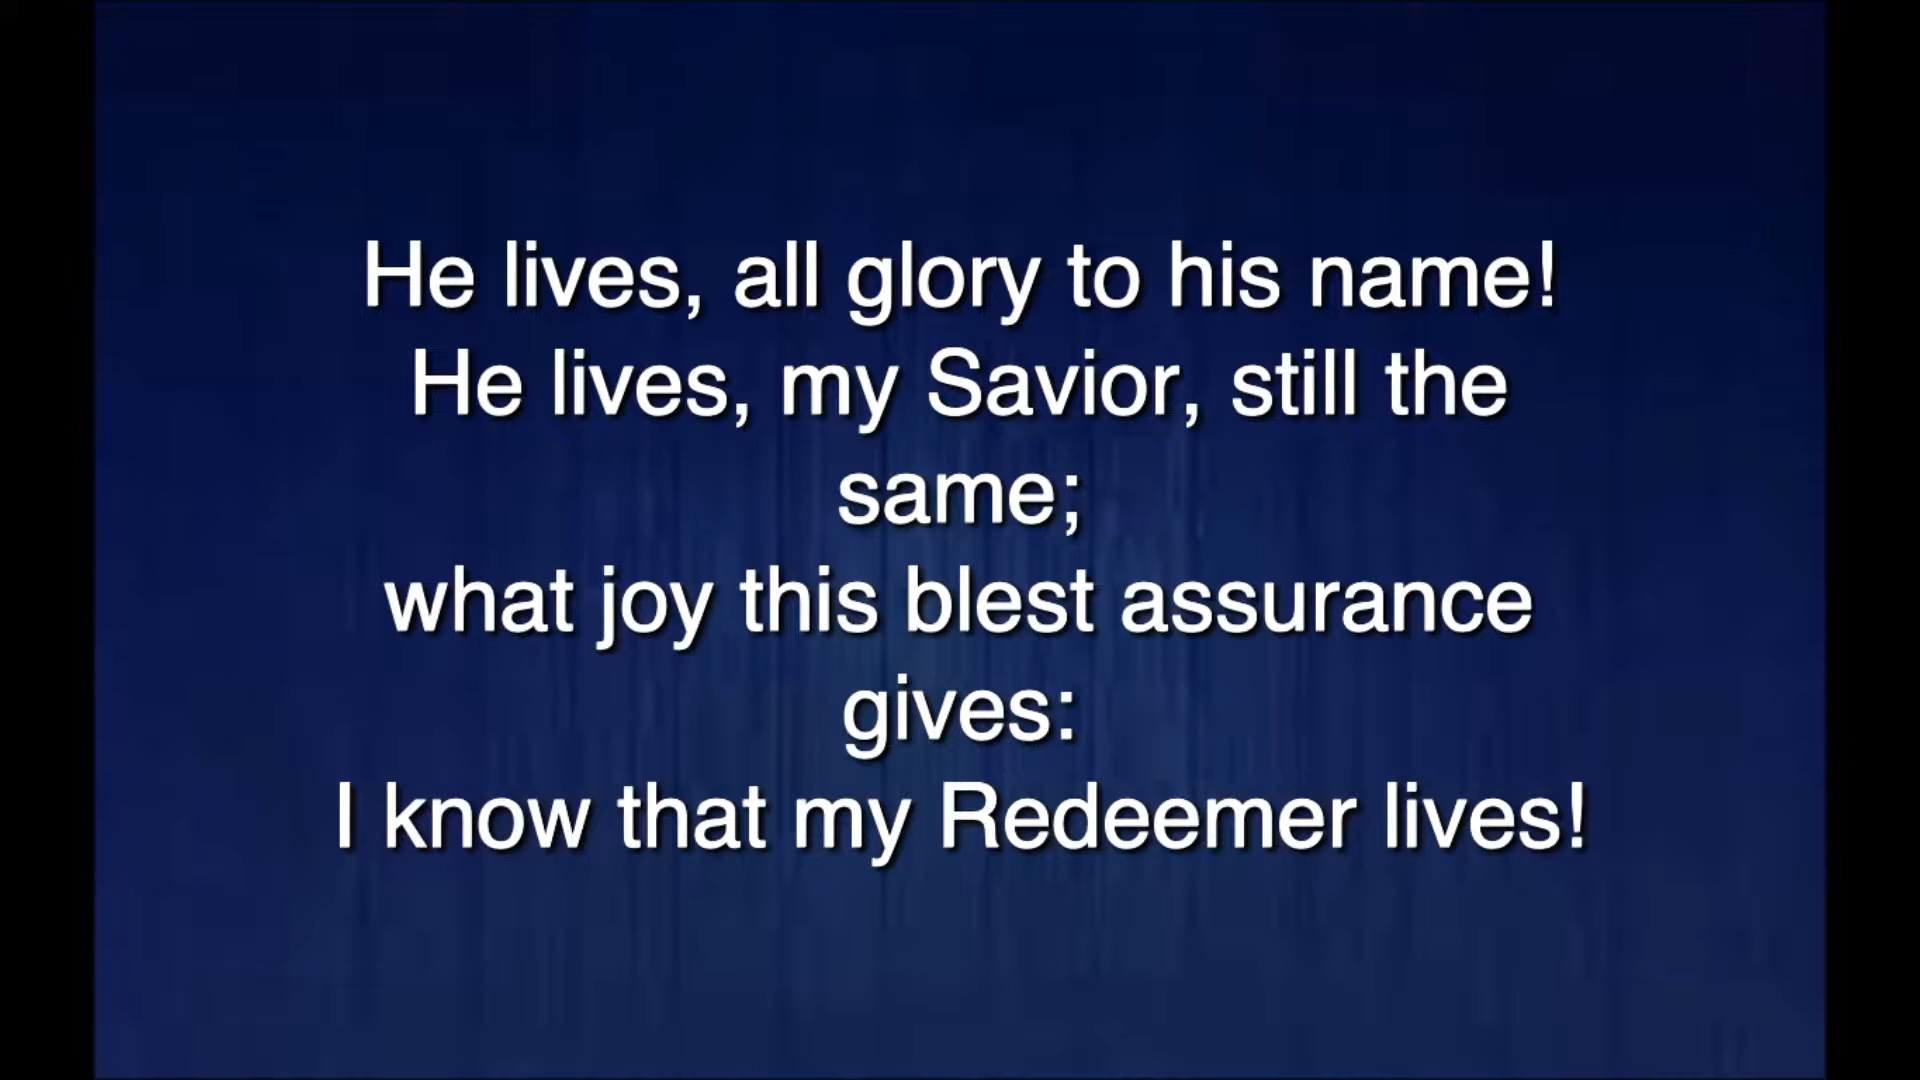 He lives, all glory to his name!
He lives, my Savior, still the
same;
what joy this blest assurance
gives:
I know that my Redeemer lives!